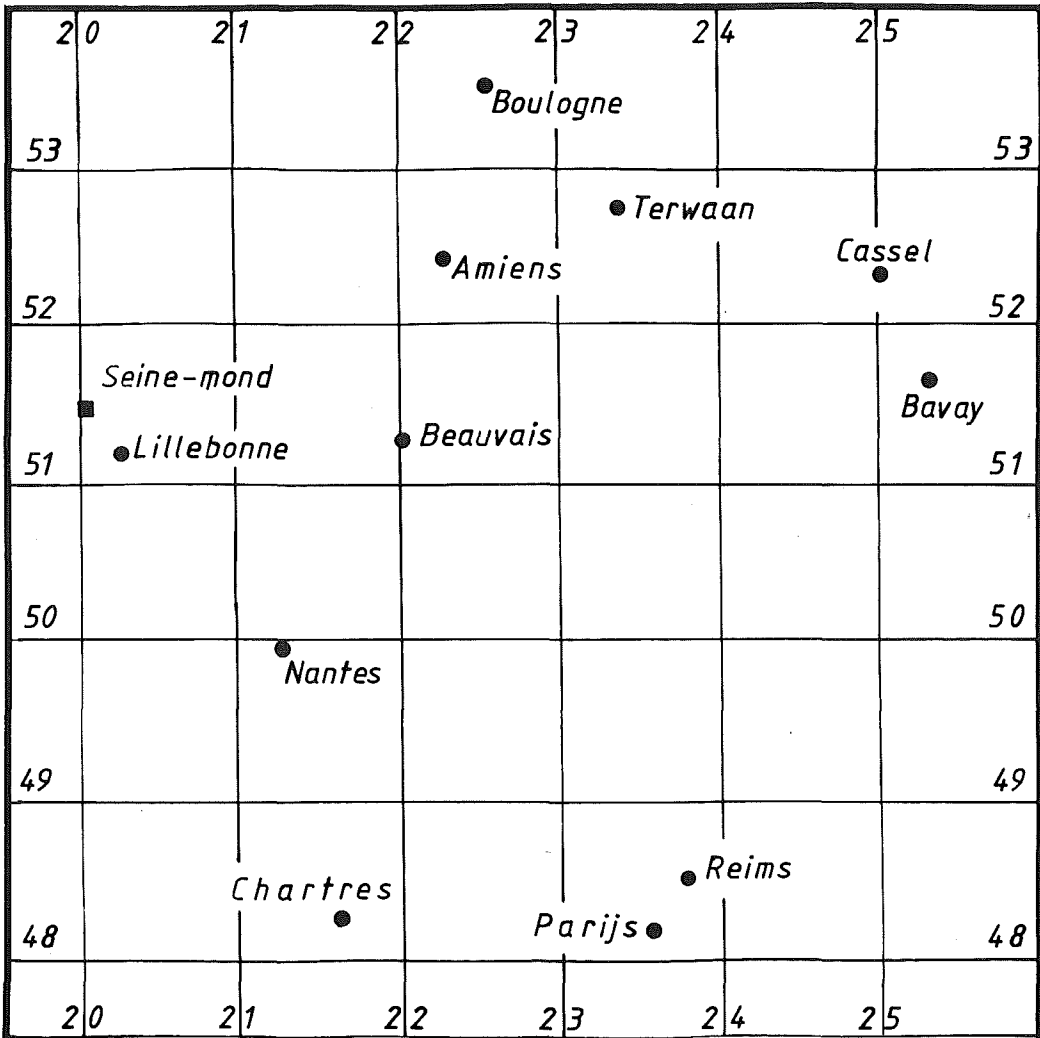 20 21 22 23 24 25
Boulogne
53 53
Terwaan
Cassel
Amiens
52 52
Seine-mond
Bavay
Beauvais
Lillebonne
51 51
50 50
Nantes
49 49
Reims
Chartres
Parijs
48 48
20 21 22 23 24 25